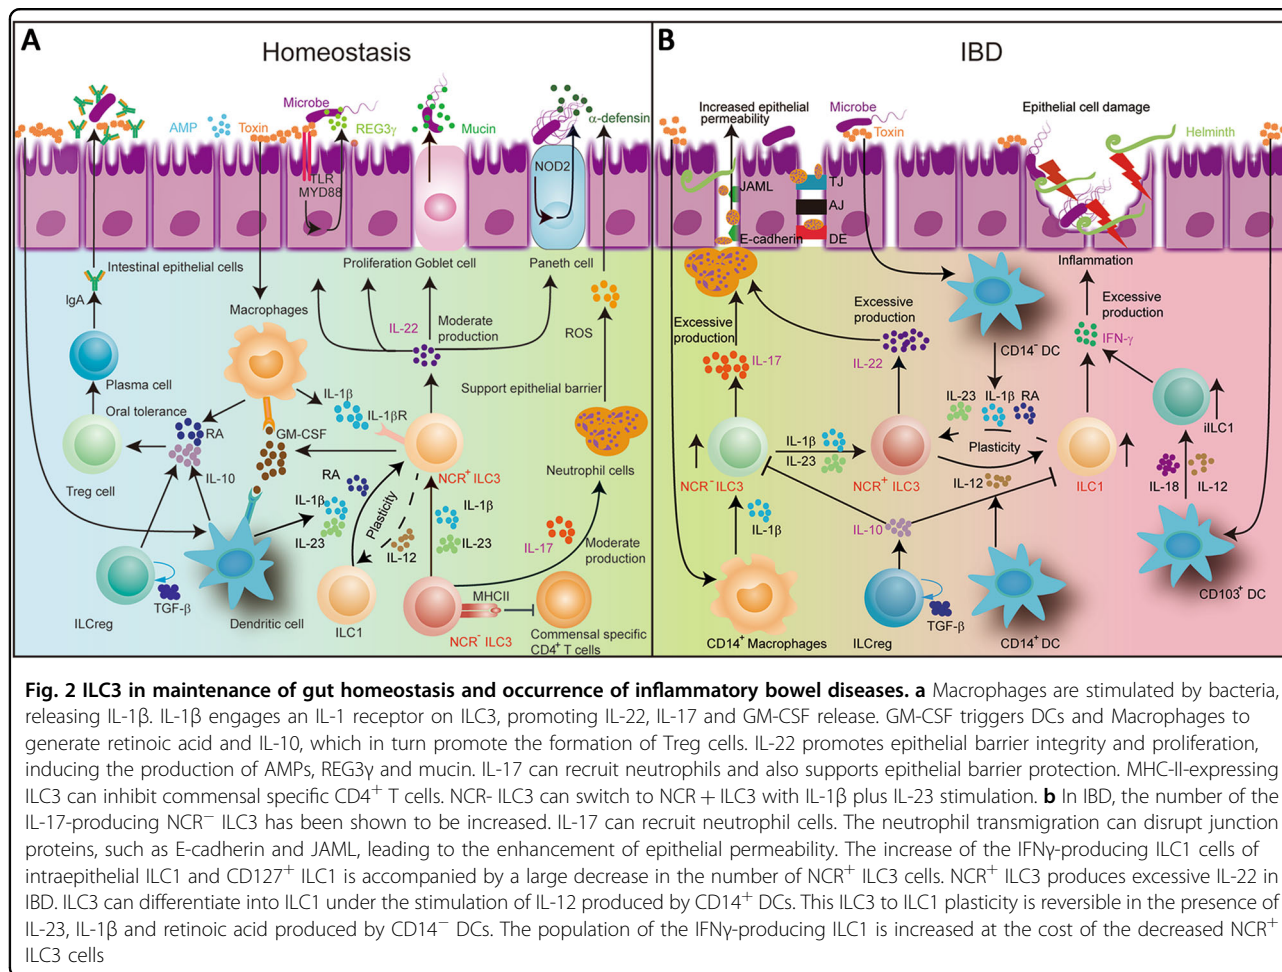 A
Homeostasis
AMP
Toxin
Microbe
REG3γ
Mucin
α-defensin
TLR
MYD88
NOD2
Intestinal epithelial cells
Proliferation
Goblet cell
Paneth cell
IgA
Macrophages
IL-22
Moderate
production
ROS
Plasma cell
Support epithelial barrier
Oral tolerance
IL-1β
IL-1βR
RA
GM-CSF
IL-10
Treg cell
NCR+ ILC3
Neutrophil cells
RA
IL-1β
IL-23
Plasticity
IL-12
IL-1β
IL-23
IL-17
Moderate
production
TGF-β
ILCreg
Dendritic cell
ILC1
MHCII
NCR- ILC3
Commensal specific
CD4+ T cells
B
IBD
Increased epithelial
permeability
Microbe
Toxin
Epithelial cell damage
Helminth
JAML
TJ
AJ
E-cadherin
DE
Inflammation
Excessive
production
Excessive
production
Excessive production
CD14- DC
IFN-γ
IL-17
IL-22
IL-23
IL-1β
RA
iILC1
Plasticity
IL-1β
IL-23
NCR- ILC3
NCR+ ILC3
IL-12
ILC1
IL-18
IL-12
IL-1β
IL-10
TGF-β
CD103+ DC
CD14+ Macrophages
ILCreg
CD14+ DC
Fig. 2 ILC3 in maintenance of gut homeostasis and occurrence of inflammatory bowel diseases. a Macrophages are stimulated by bacteria,
releasing IL-1β. IL-1β engages an IL-1 receptor on ILC3, promoting IL-22, IL-17 and GM-CSF release. GM-CSF triggers DCs and Macrophages to
generate retinoic acid and IL-10, which in turn promote the formation of Treg cells. IL-22 promotes epithelial barrier integrity and proliferation,
inducing the production of AMPs, REG3γ and mucin. IL-17 can recruit neutrophils and also supports epithelial barrier protection. MHC-II-expressing
ILC3 can inhibit commensal specific CD4+ T cells. NCR- ILC3 can switch to NCR + ILC3 with IL-1β plus IL-23 stimulation. b In IBD, the number of the
IL-17-producing NCR− ILC3 has been shown to be increased. IL-17 can recruit neutrophil cells. The neutrophil transmigration can disrupt junction
proteins, such as E-cadherin and JAML, leading to the enhancement of epithelial permeability. The increase of the IFNγ-producing ILC1 cells of
intraepithelial ILC1 and CD127+ ILC1 is accompanied by a large decrease in the number of NCR+ ILC3 cells. NCR+ ILC3 produces excessive IL-22 in
IBD. ILC3 can differentiate into ILC1 under the stimulation of IL-12 produced by CD14+ DCs. This ILC3 to ILC1 plasticity is reversible in the presence of
IL-23, IL-1β and retinoic acid produced by CD14− DCs. The population of the IFNγ-producing ILC1 is increased at the cost of the decreased NCR+
ILC3 cells